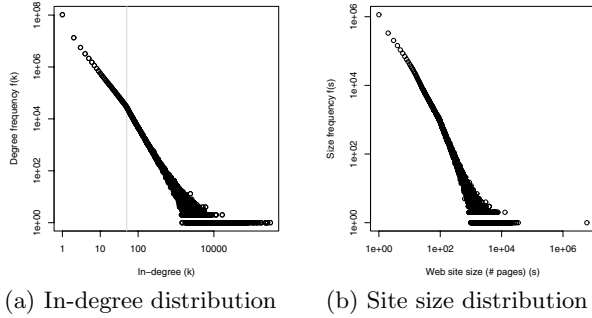 1e+08
1e+06
1e+04
1e+02
1e+00
Degree frequency f(k)
1
10
100
10000
In-degree (k)
(a) In-degree distribution
1e+06
1e+04
1e+02
1e+00
Size frequency f(s)
1e+00
1e+02
1e+04
1e+06
Web site size (# pages) (s)
(b) Site size distribution